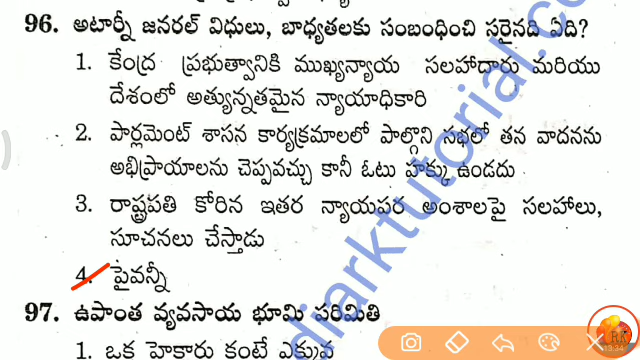 96. అటార్నీ జనరల్ విధులు, బాధ్యతలకు సంబంధించి సరైనది ఏది?
1. కేంద్ర ప్రభుత్వానికి ముఖ్యన్యాయ సలహాదారు మరియు
దేశంలో అత్యున్నతమైన న్యాయాధికారి
2. పార్లమెంట్ శాసన కార్యక్రమాలలో పాల్గొని సభలో తన వాదనను
అభిప్రాయాలను చెప్పవచ్చు కానీ ఓటు హక్కు ఉండదు
3. రాష్ట్రపతి కోరిన ఇతర న్యాయపర అంశాలపై సలహాలు,
సూచనలు చేస్తాడు
4. పైవన్నీ
97. ఉపాంత వ్యవసాయ భూమి పరిమితి
1. ఒక హెక్టారు కంటే ఎక్కువ
diarktutorial.com